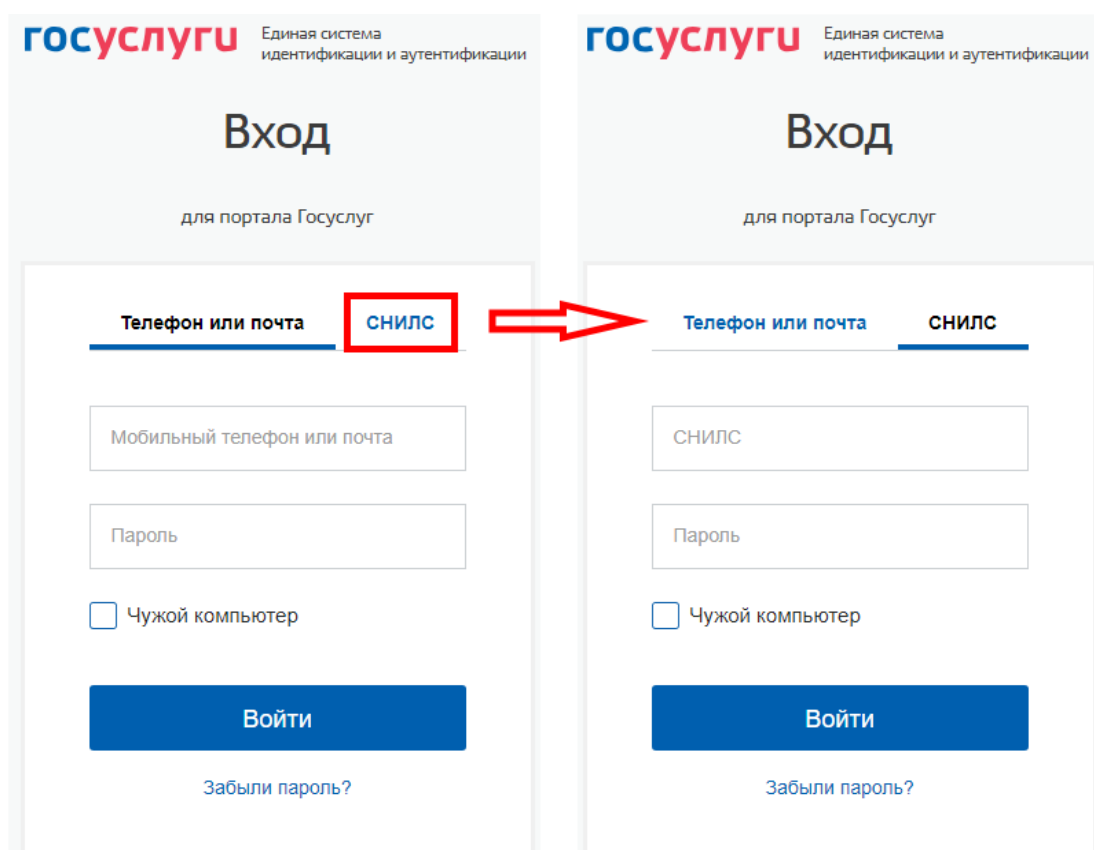 госуслуги Единая система
идентификации и аутентификации
Вход
для портала Госуслуг
Телефон или почта СНИЛС
Мобильный телефон или почта
Пароль
Чужой компьютер
Войти
Забыли пароль?
госуслуги Единая система
идентификации и аутентификации
Вход
для портала Госуслуг
Телефон или почта СНИЛС
СНИЛС
Пароль
Чужой компьютер
Войти
Забыли пароль?